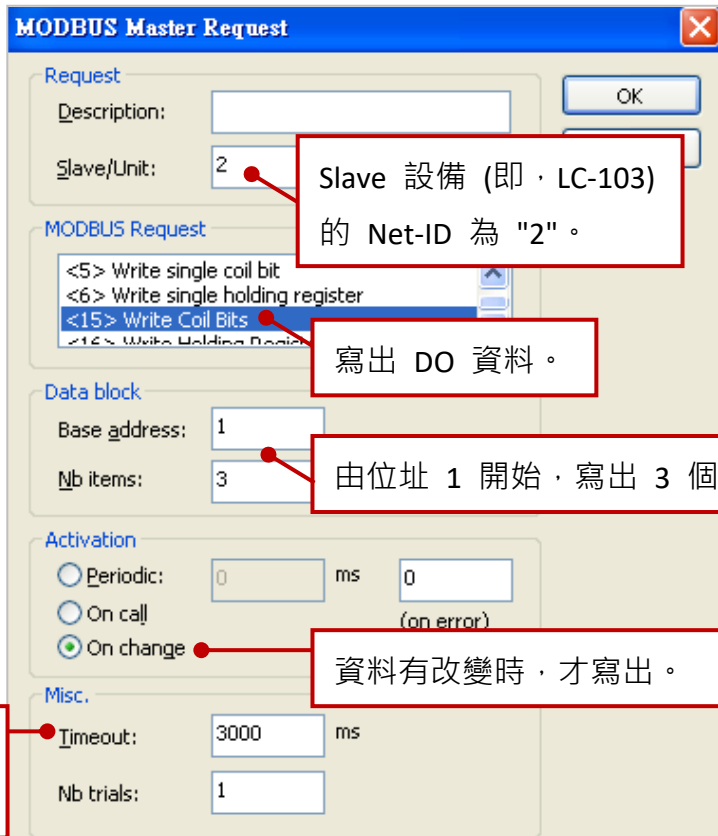 MODBUS Master Request
Request
OK
Description:
Slave/Unit:
2
Slave 設備 (即，LC-103)
的 Net-ID 為 "2"。
MODBUS Request
<5> Write single coil bit
<6> Write single holding register
<15> Write Coil Bits
<16> Write Holding
寫出 DO 資料。
Data block
Base address:
1
Nb items:
3
由位址 1 開始，寫出 3 個
Activation
Periodic:
0
ms
0
On call
(on error)
On change
資料有改變時，才寫出。
Misc.
Timeout:
3000
ms
Nb trials:
1